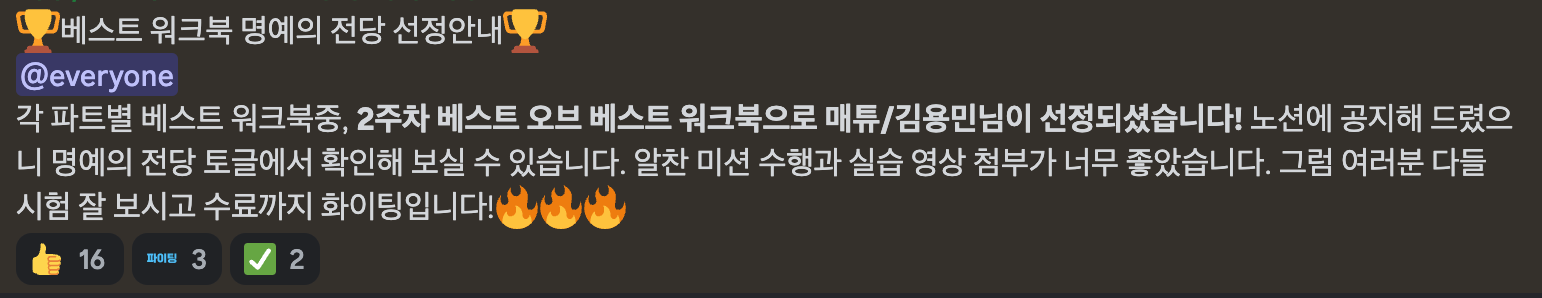 🏆베스트 워크북 명예의 전당 선정안내🏆
@everyone
각 파트별 베스트 워크북중, 2주차 베스트 오브 베스트 워크북으로 매튜/김용민님이 선정되셨습니다! 노션에 공지해 드렸으
니 명예의 전당 토글에서 확인해 보실 수 있습니다. 알찬 미션 수행과 실습 영상 첨부가 너무 좋았습니다. 그럼 여러분 다들
시험 잘 보시고 수료까지 화이팅입니다!🔥🔥🔥
👍 16 파이팅 3 ✅ 2